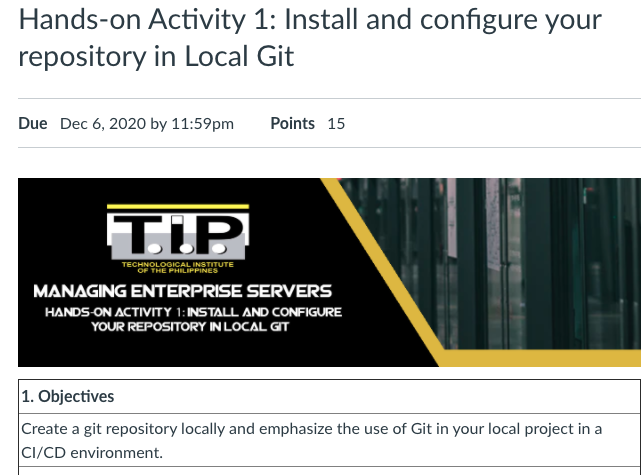 Hands-on Activity 1: Install and configure your
repository in Local Git
Due Dec 6, 2020 by 11:59pm Points 15
T.I.P.
TECHNOLOGICAL INSTITUTE
OF THE PHILIPPINES
MANAGING ENTERPRISE SERVERS
HANDS-ON ACTIVITY 1: INSTALL AND CONFIGURE
YOUR REPOSITORY IN LOCAL GIT
1. Objectives
Create a git repository locally and emphasize the use of Git in your local project in a
CI/CD environment.